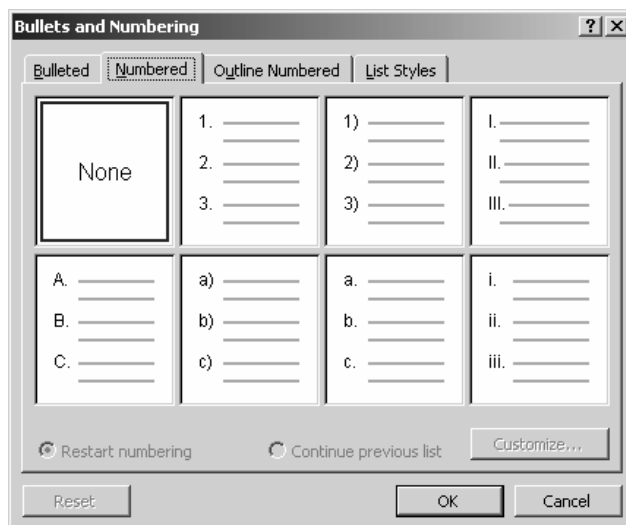 Bullets and Numbering
Bulleted Numbered Outline Numbered List Styles
None
1.
2.
3.
1)
2)
3)
I.
II.
III.
A.
B.
C.
a)
b)
c)
a.
b.
c.
i.
ii.
iii.
Restart numbering Continue previous list Customize...
Reset OK Cancel